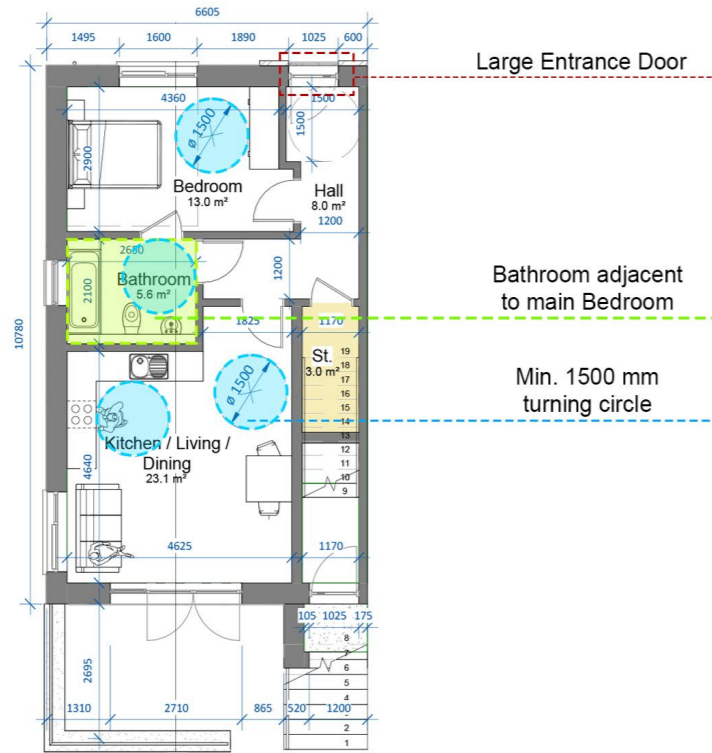 6605
1495 1600 1890 1025 600
Large Entrance Door
4360 1500
ø 1500
1500
2900
Bedroom
13.0 m²
Hall
8.0 m²
1200
2650
Bathroom
5.6 m²
2100
1200
Bathroom adjacent
to main Bedroom
10780
1825 1170
St.
3.0 m²
19
18
17
16
15
14
13
12
11
10
9
ø 1500
Min. 1500 mm
turning circle
Kitchen / Living /
Dining
23.1 m²
4640
4625 1170
105 1025 175
8
7
6
5
4
2
1
2695
1310 2710 865 520 1200